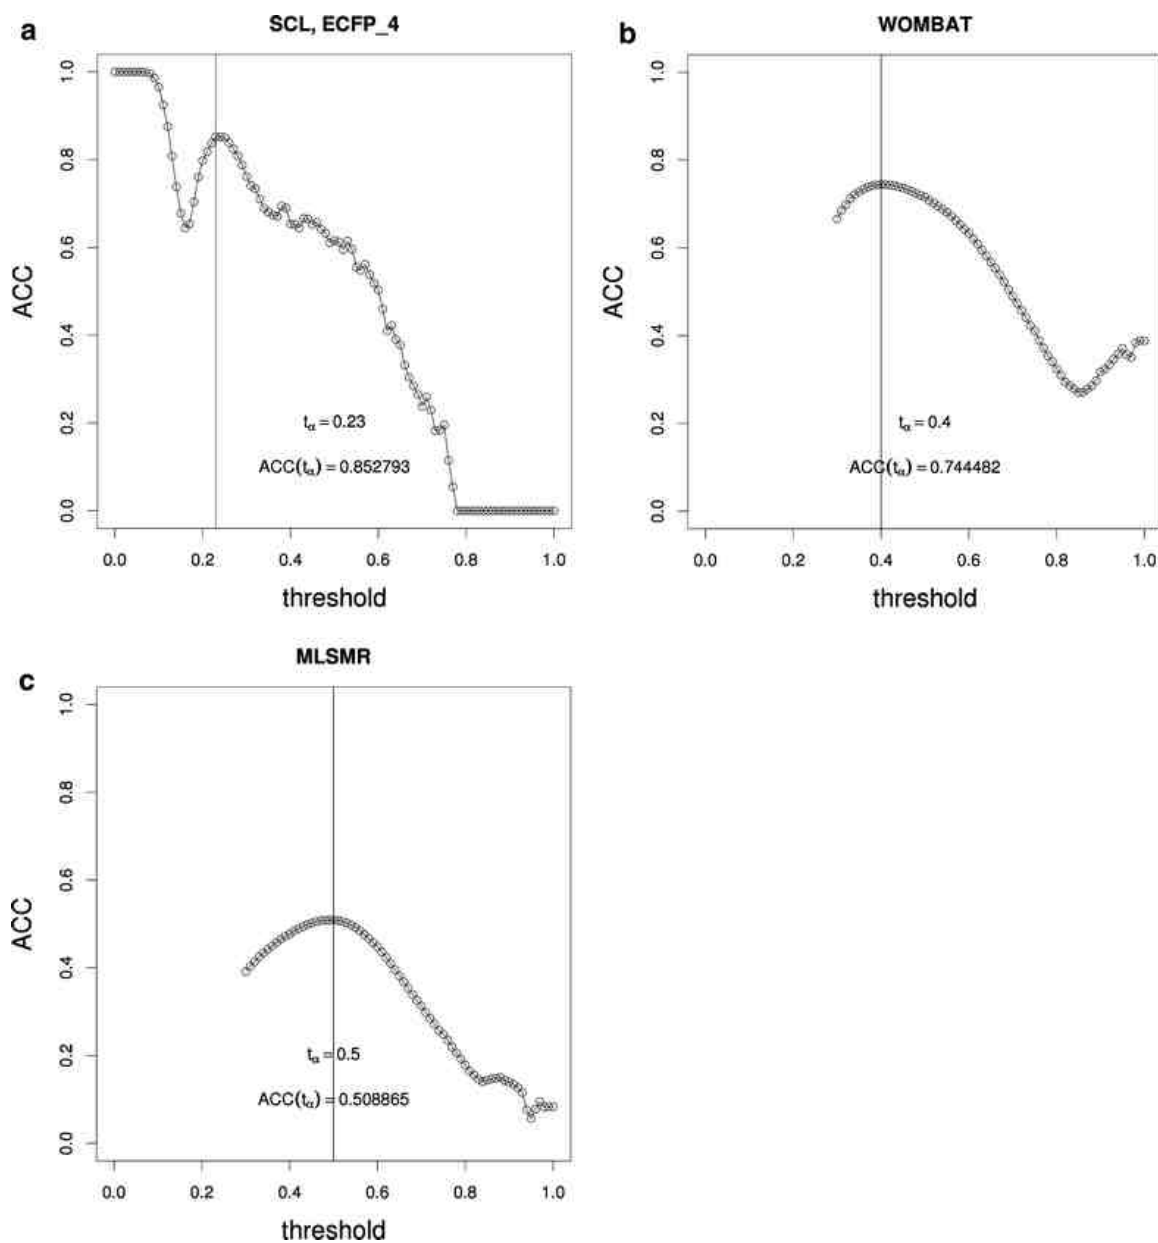 a
SCL, ECFP_4
ACC
0.0 0.2 0.4 0.6 0.8 1.0
tα = 0.23
ACC(tα) = 0.852793
0.0 0.2 0.4 0.6 0.8 1.0
threshold
b
WOMBAT
ACC
0.0 0.2 0.4 0.6 0.8 1.0
tα = 0.4
ACC(tα) = 0.744482
0.0 0.2 0.4 0.6 0.8 1.0
threshold
c
MLSMR
ACC
0.0 0.2 0.4 0.6 0.8 1.0
tα = 0.5
ACC(tα) = 0.508865
0.0 0.2 0.4 0.6 0.8 1.0
threshold